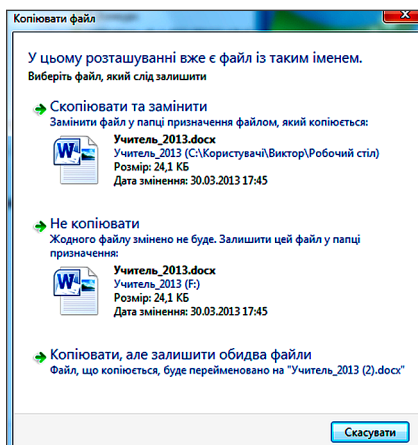 Копіювати файл
У цьому розташуванні вже є файл із таким іменем.
Виберіть файл, який слід залишити
Скопіювати та замінити
Замінити файл у папці призначення файлом, який копіюється:
Учитель_2013.docx
Учитель_2013 (C:\Користувачі\Виктор\Робочий стіл)
Розмір: 24,1 КБ
Дата змінення: 30.03.2013 17:45
Не копіювати
Жодного файлу змінено не буде. Залишити цей файл у папці
призначення:
Учитель_2013.docx
Учитель_2013 (F:)
Розмір: 24,1 КБ
Дата змінення: 30.03.2013 17:45
Копіювати, але залишити обидва файли
Файл, що копіюється, буде перейменовано на "Учитель_2013 (2).docx"
Скасувати